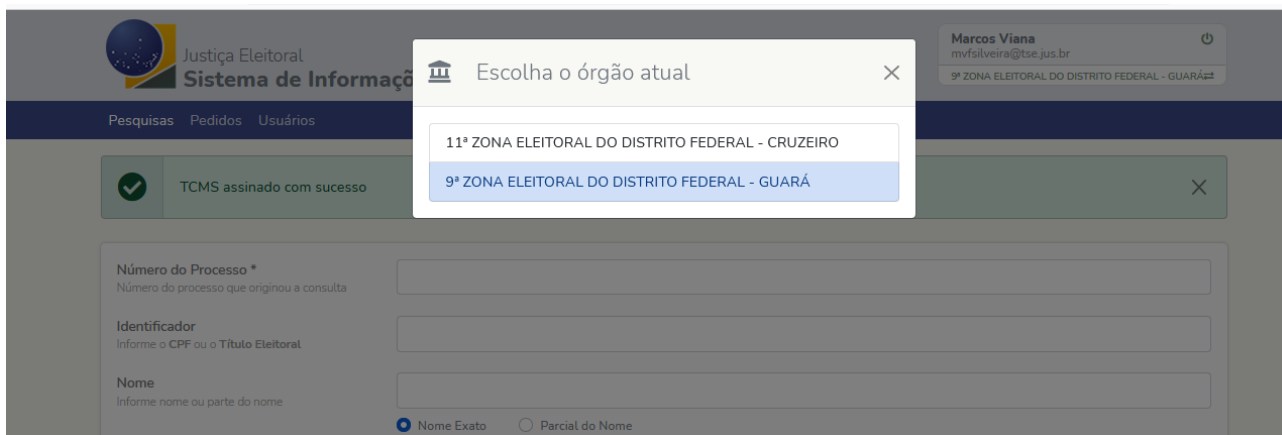 Justiça Eleitoral
Sistema de Informaçõ
Escolha o órgão atual
Marcos Viana
mvfsilveira@tse.jus.br
9ª ZONA ELEITORAL DO DISTRITO FEDERAL - GUARÁ
Pesquisas Pedidos Usuários
11ª ZONA ELEITORAL DO DISTRITO FEDERAL - CRUZEIRO
9ª ZONA ELEITORAL DO DISTRITO FEDERAL - GUARÁ
TCMS assinado com sucesso
Número do Processo *
Número do processo que originou a consulta
Identificador
Informe o CPF ou o Título Eleitoral
Nome
Informe nome ou parte do nome
Nome Exato Parcial do Nome